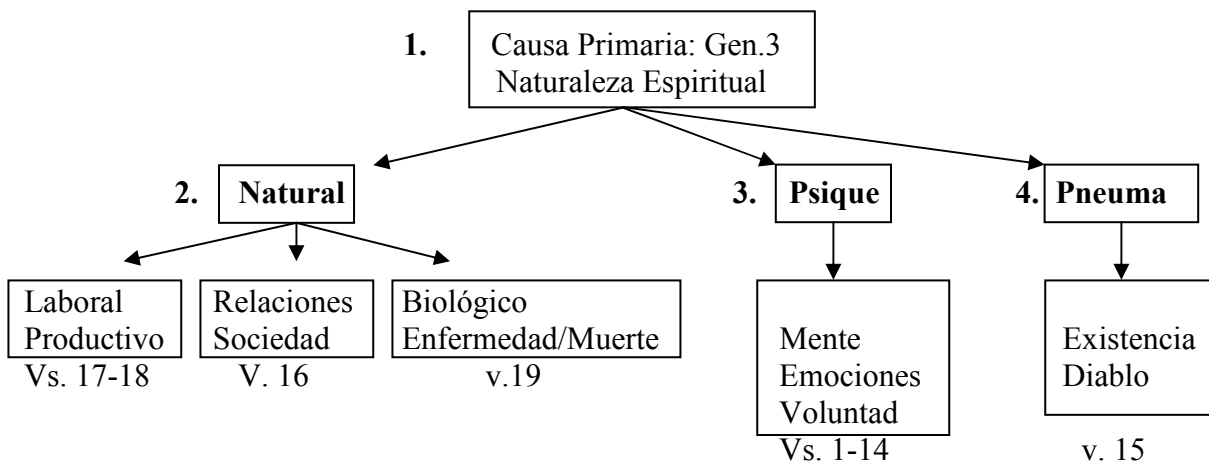 1. Causa Primaria: Gen.3
Naturaleza Espiritual
2. Natural
3. Psique
4. Pneuma
Laboral
Productivo
Vs. 17-18
Relaciones
Sociedad
V. 16
Biológico
Enfermedad/Muerte
v.19
Mente
Emociones
Voluntad
Vs. 1-14
Existencia
Diablo
v. 15